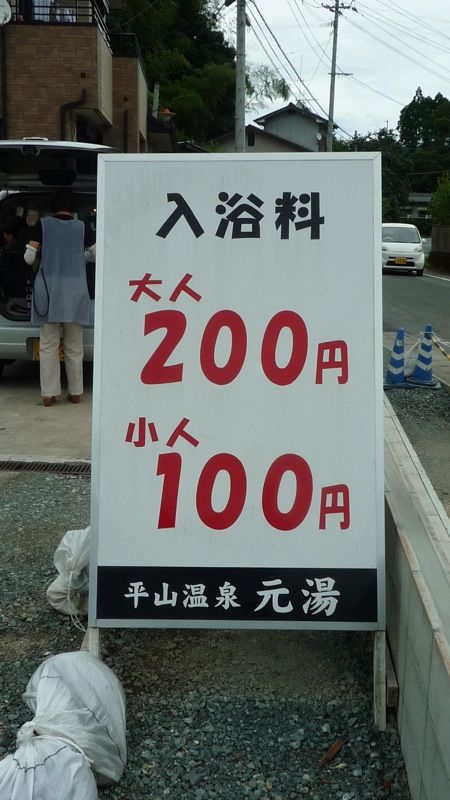 入浴料
大人
200円
小人
100円
平山温泉 元湯